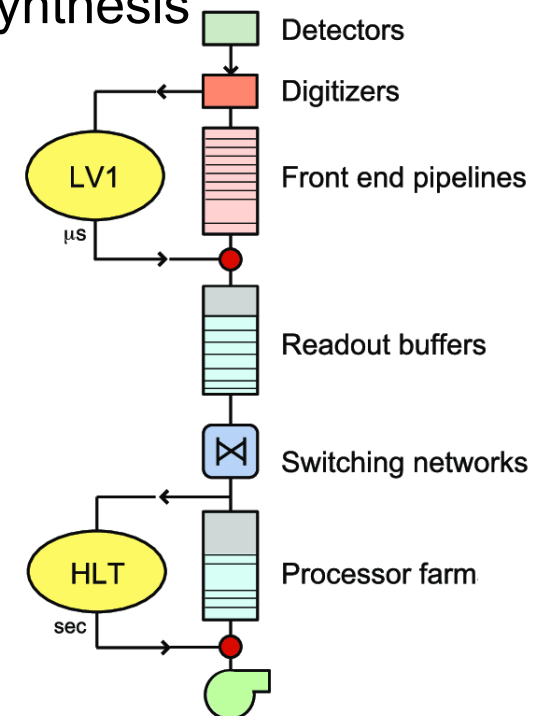 ynthesis
Detectors
Digitizers
LV1
Front end pipelines
μs
Readout buffers
Switching networks
HLT
Processor farm
sec